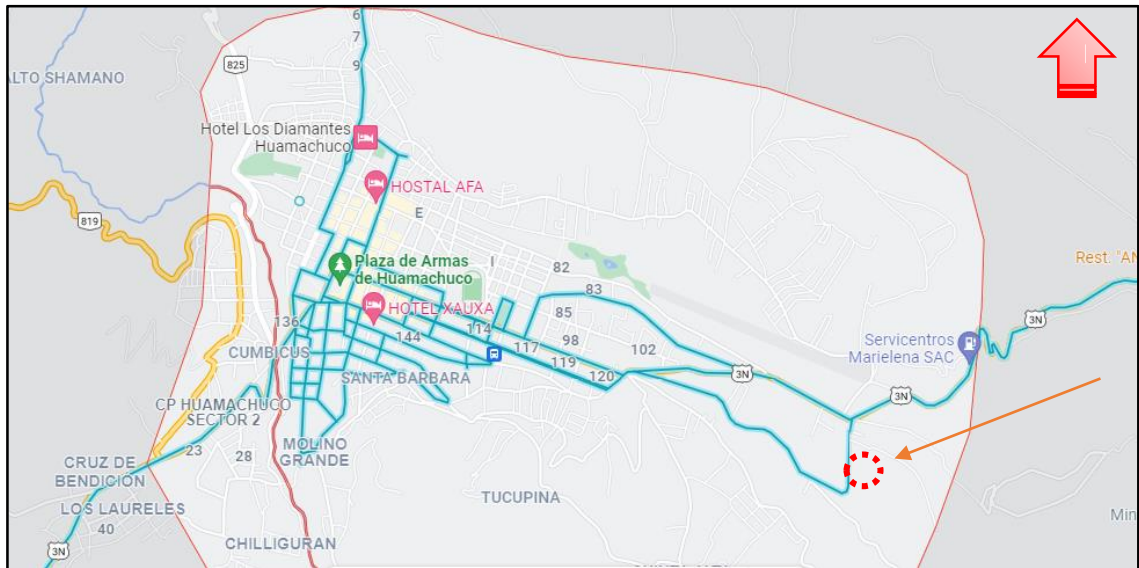 6
7
9
825
ALTO SHAMANO
Hotel Los Diamantes
Huamachuco
HOSTAL AFA
E
819
Plaza de Armas
de Huamachuco
I
82
Rest. "AN
83
HOTEL XAUXA
136
114
85
3N
144
98
Servicentros
Marielena SAC
117
102
CUMBICUS
119
SANTA BARBARA
120
3N
3N
CP HUAMACHUCO
SECTOR 2
MOLINO
GRANDE
23
28
CRUZ DE
BENDICIÓN
TUCUPINA
LOS LAURELES
40
Min
CHILLIGURAN
3N